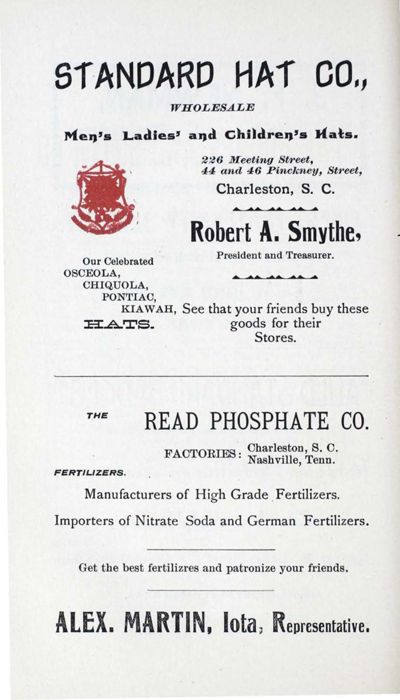 STANDARD HAT CO.,
WHOLESALE
Men's Ladies' and Children's Hats.
226 Meeting Street,
44 and 46 Pinckney, Street,
Charleston, S. C.
Robert A. Smythe,
President and Treasurer.
Our Celebrated
OSCEOLA,
CHIQUOLA,
PONTIAC,
KIAWAH,
HATS.
See that your friends buy these
goods for their
Stores.
THE READ PHOSPHATE CO.
FACTORIES: Charleston, S. C.
Nashville, Tenn.
FERTILIZERS.
Manufacturers of High Grade Fertilizers.
Importers of Nitrate Soda and German Fertilizers.
Get the best fertilizres and patronize your friends.
ALEX. MARTIN, Iota, Representative.